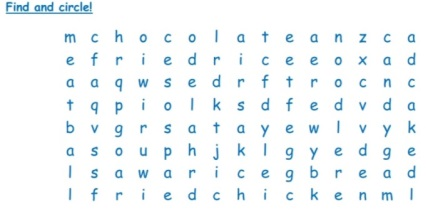 Find and circle!
m c h o c o l a t e a n z c a
e f r i e d r i c e e o x a d
a a q w s e d r f t r o c n c
t q p i o l k s d f e d v d a
b v g r s a t a y e w l v y k
a s o u p h j k l g y e d g e
l s a w a r i c e g b r e a d
l f r i e d c h i c k e n m l